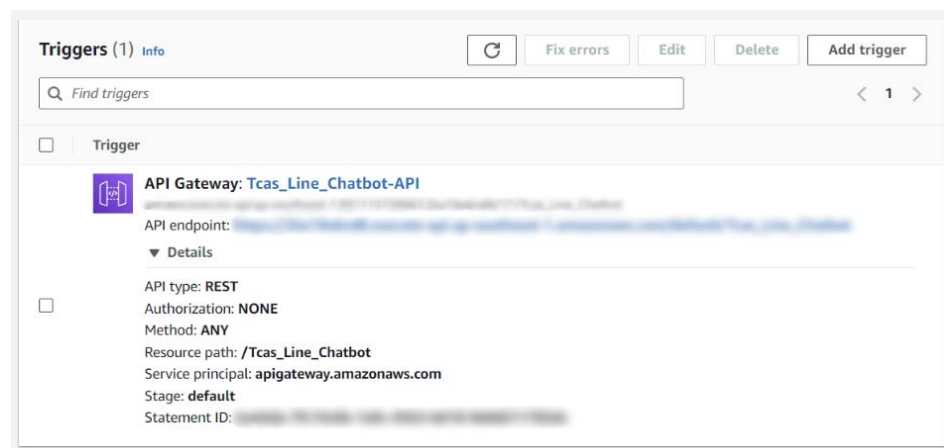 Triggers (1) Info
Fix errors Edit Delete Add trigger
Find triggers
1
Trigger
API Gateway: Tcas_Line_Chatbot-API
API endpoint:
Details
API type: REST
Authorization: NONE
Method: ANY
Resource path: /Tcas_Line_Chatbot
Service principal: apigateway.amazonaws.com
Stage: default
Statement ID: